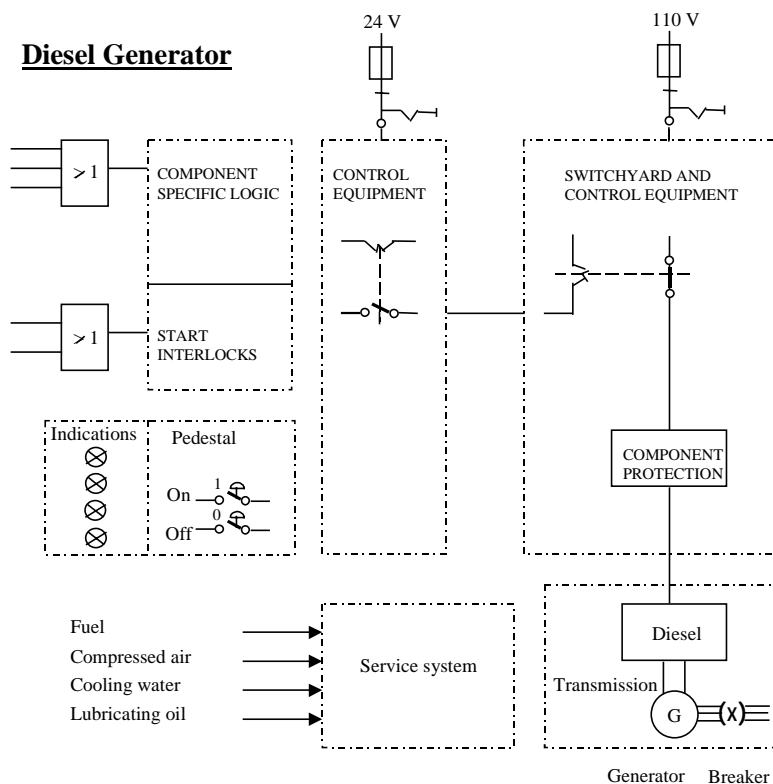 24 V
110 V
Diesel Generator
> 1
COMPONENT
SPECIFIC LOGIC
CONTROL
EQUIPMENT
SWITCHYARD AND
CONTROL EQUIPMENT
> 1
START
INTERLOCKS
Indications
Pedestal
On
1
Off
0
COMPONENT
PROTECTION
Fuel
Compressed air
Cooling water
Lubricating oil
Service system
Diesel
Transmission
G
Generator
Breaker